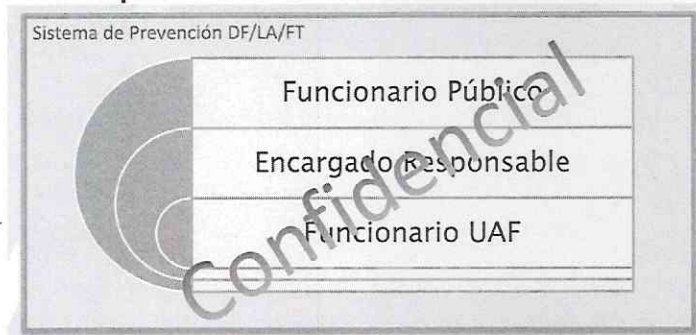 Sistema de Prevención DF/LA/FT
Funcionario Público
Encargado Responsable
Funcionario UAF
Confidencial